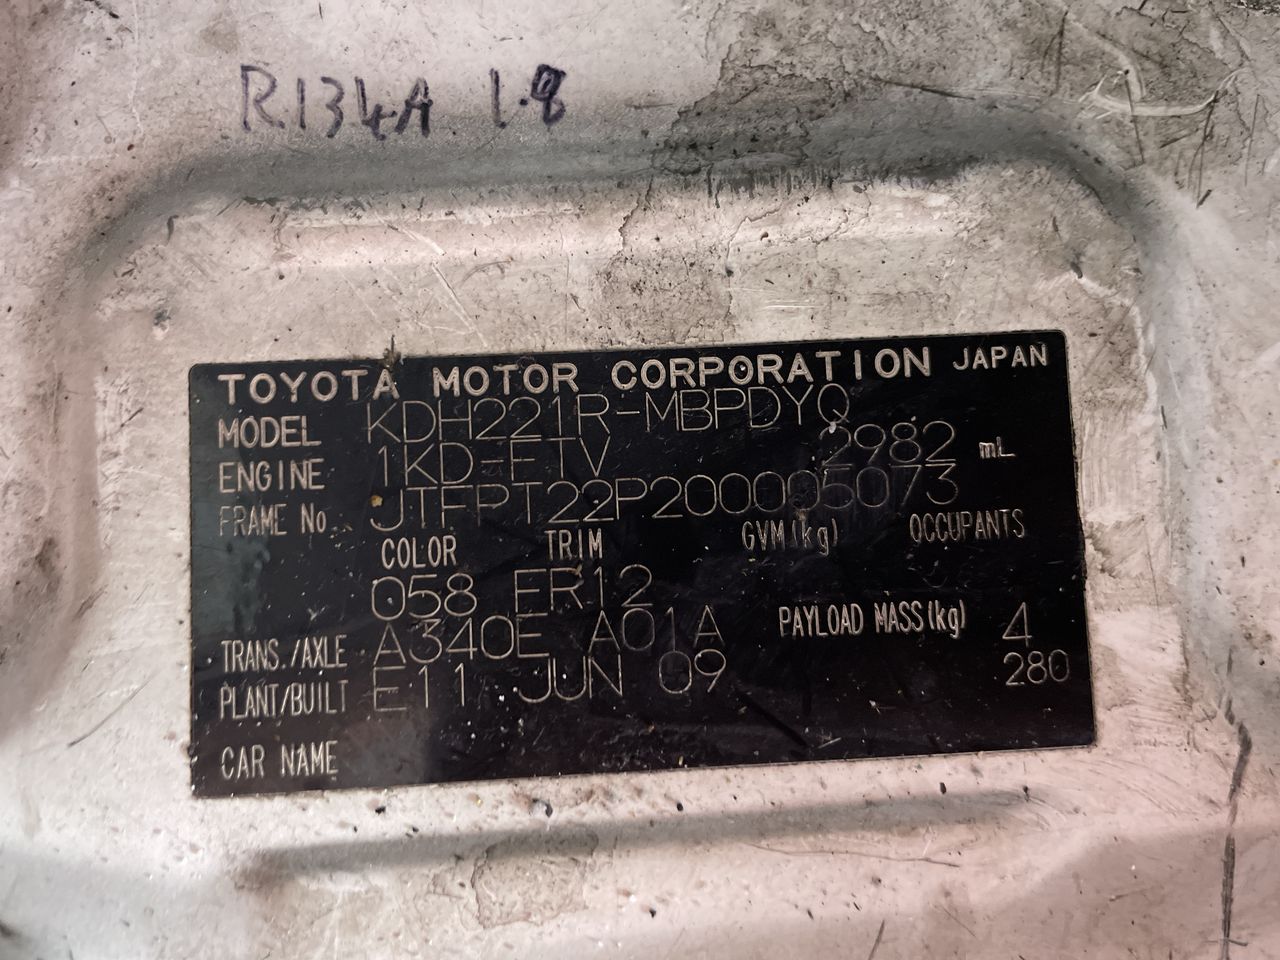 R134A 1.8
TOYOTA MOTOR CORPORATION JAPAN
MODEL KDH221R-MBPDYQ
ENGINE 1KD-FTV 2982 mL
FRAME No. JTFPT22P200005073
COLOR TRIM GVM(kg) OCCUPANTS
058 ER12
TRANS./AXLE A340E A01A PAYLOAD MASS(kg) 4
PLANT/BUILT E11 JUN 09 280
CAR NAME